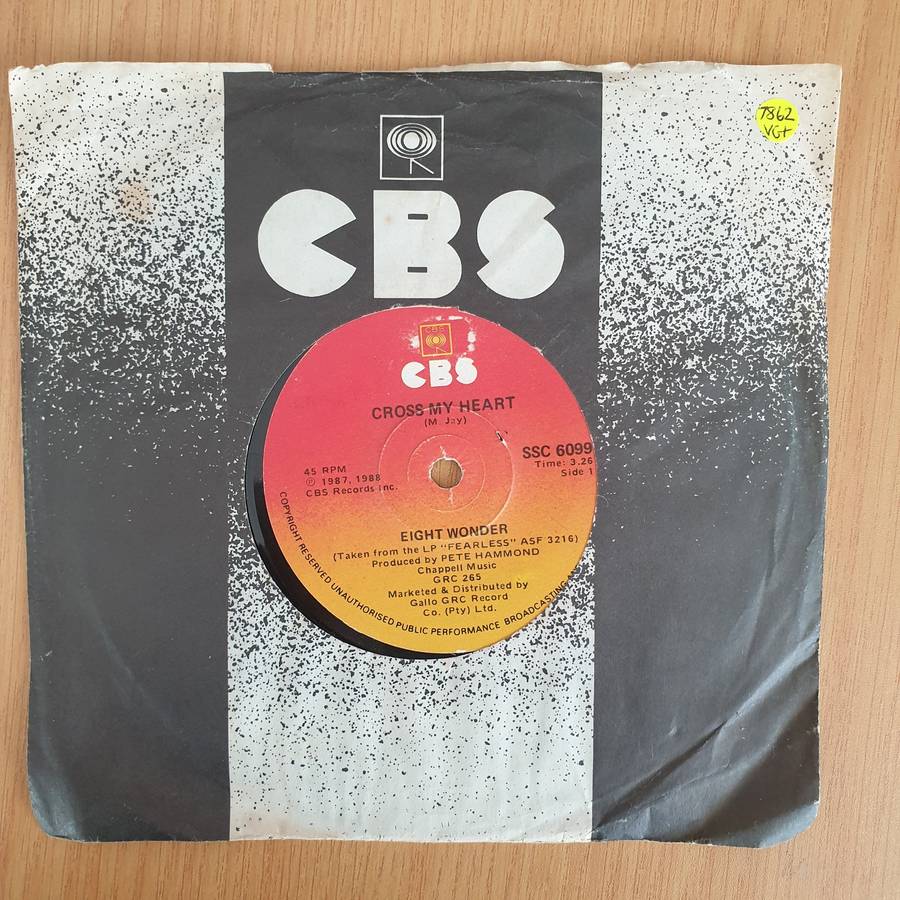 7862
VG+
CBS
CBS
CBS
CROSS MY HEART
(M. Jay)
SSC 6099
Time: 3.26
Side 1
45 RPM
℗ 1987, 1988
CBS Records Inc.
EIGHT WONDER
(Taken from the LP "FEARLESS" ASF 3216)
Produced by PETE HAMMOND
Chappell Music
GRC 265
Marketed & Distributed by
Gallo GRC Record
Co. (Pty) Ltd.
COPYRIGHT RESERVED UNAUTHORISED PUBLIC PERFORMANCE BROADCASTING